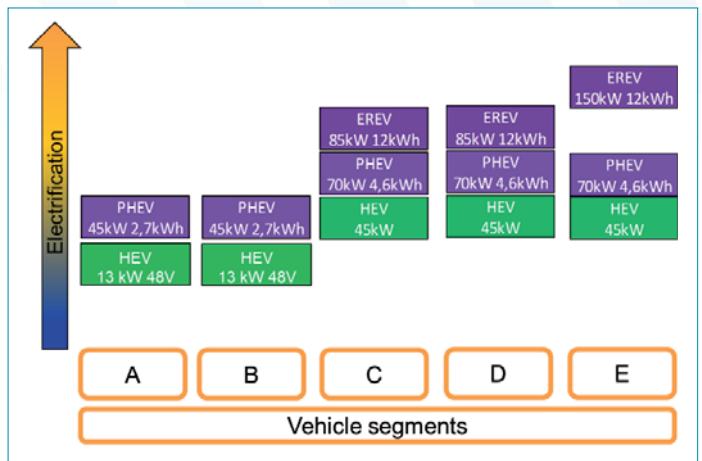 Electrification
EREV
150kW 12kWh
EREV
85kW 12kWh
EREV
85kW 12kWh
PHEV
70kW 4,6kWh
PHEV
70kW 4,6kWh
PHEV
70kW 4,6kWh
PHEV
45kW 2,7kWh
PHEV
45kW 2,7kWh
HEV
45kW
HEV
45kW
HEV
45kW
HEV
13 kW 48V
HEV
13 kW 48V
A
B
C
D
E
Vehicle segments